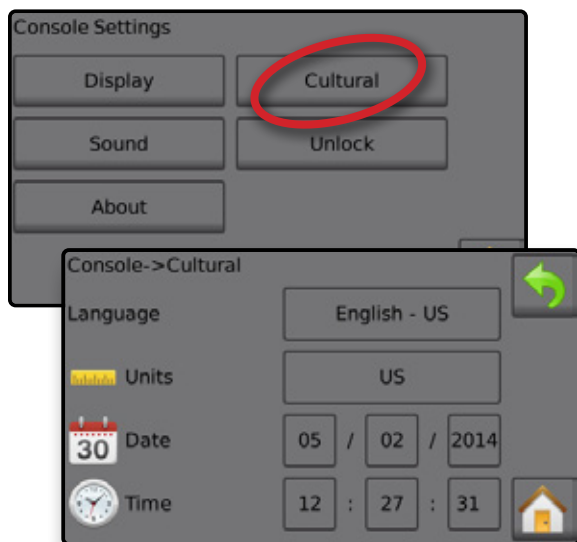 Console Settings
Display
Cultural
Sound
Unlock
About
Console->Cultural
Language
English - US
Units
US
30
Date
05 / 02 / 2014
Time
12 : 27 : 31